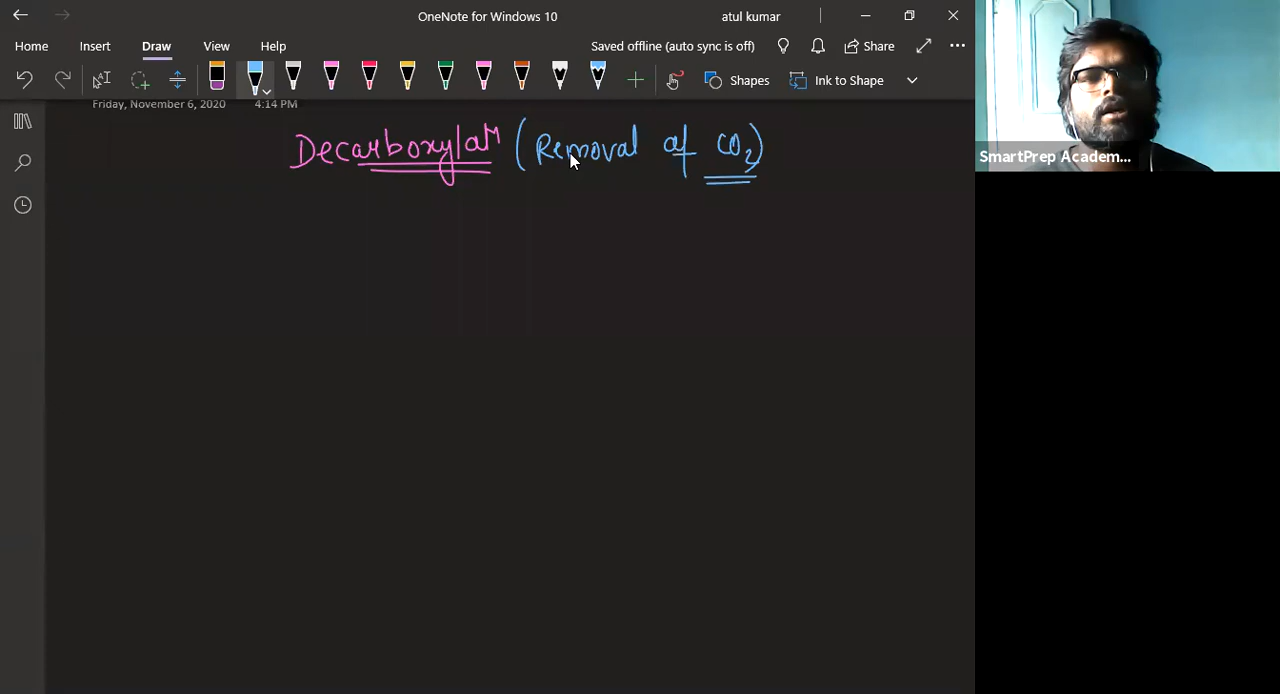 OneNote for Windows 10
atul kumar
Home Insert Draw View Help
Saved offline (auto sync is off)
Share
Shapes
Ink to Shape
Friday, November 6, 2020 4:14 PM
Decarboxylatn (Removal of CO2)
SmartPrep Academ...